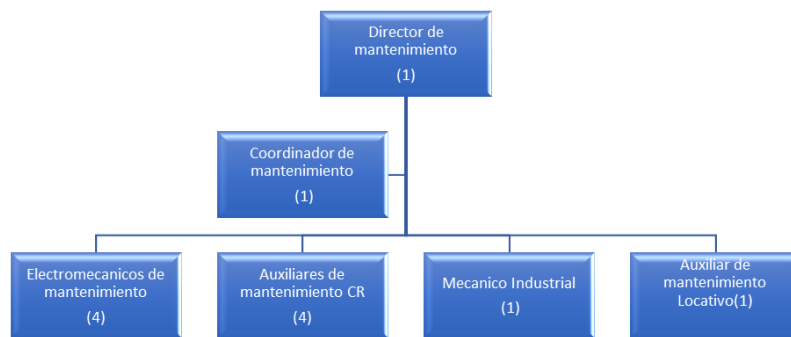 Director de
mantenimiento
(1)
Coordinador de
mantenimiento
(1)
Electromecanicos de
mantenimiento
(4)
Auxiliares de
mantenimiento CR
(4)
Mecanico Industrial
(1)
Auxiliar de
mantenimiento
Locativo(1)